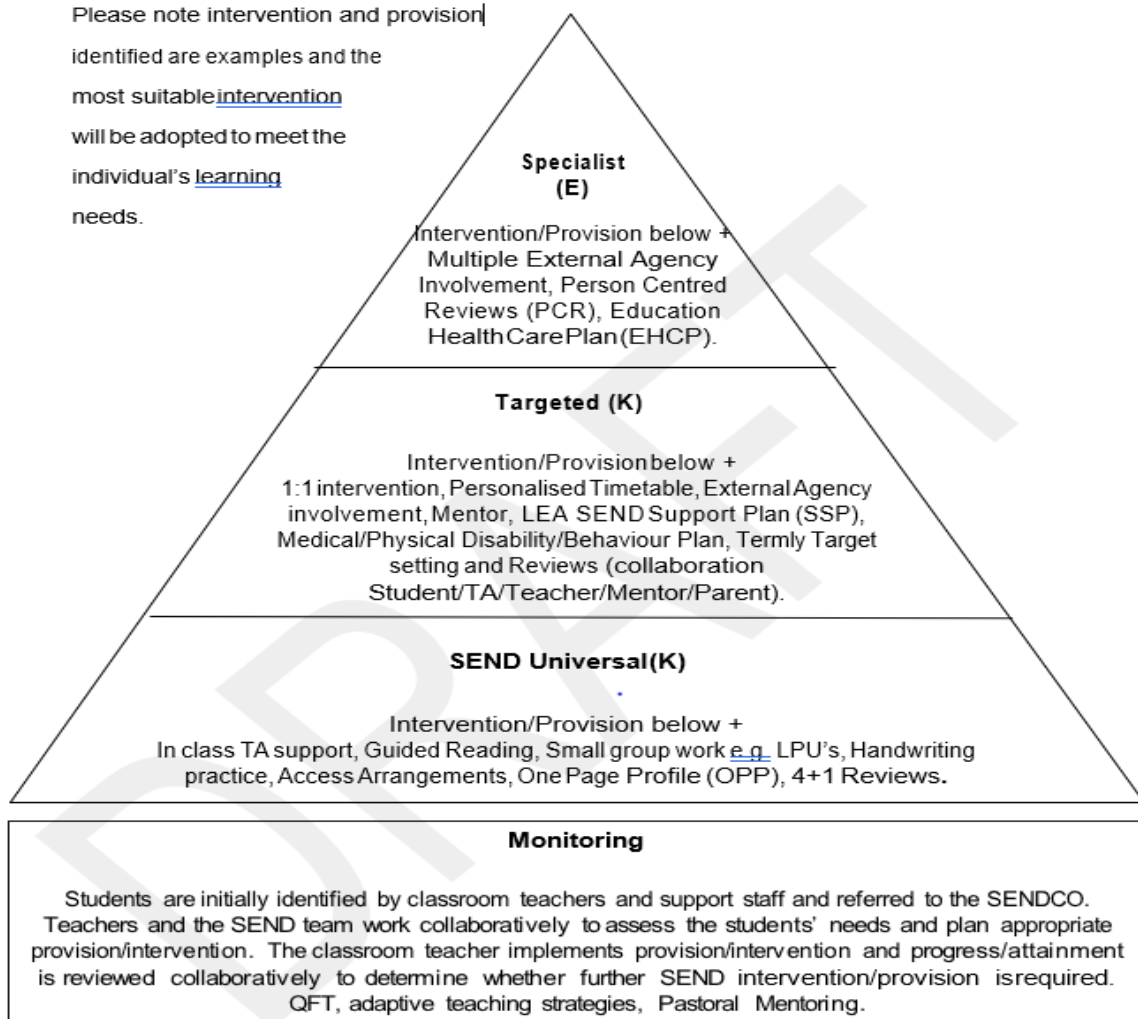 Please note intervention and provision
identified are examples and the
most suitable intervention
will be adopted to meet the
individual's learning
needs.
Specialist
(E)
Intervention/Provision below +
Multiple External Agency
Involvement, Person Centred
Reviews (PCR), Education
Health Care Plan (EHCP).
Targeted (K)
Intervention/Provision below +
1:1 intervention, Personalised Timetable, External Agency
involvement, Mentor, LEA SEND Support Plan (SSP),
Medical/Physical Disability/Behaviour Plan, Termly Target
setting and Reviews (collaboration
Student/TA/Teacher/Mentor/Parent).
SEND Universal (K)
Intervention/Provision below +
In class TA support, Guided Reading, Small group work e.g. LPU's, Handwriting
practice, Access Arrangements, One Page Profile (OPP), 4+1 Reviews.
Monitoring
Students are initially identified by classroom teachers and support staff and referred to the SENDCO.
Teachers and the SEND team work collaboratively to assess the students' needs and plan appropriate
provision/intervention. The classroom teacher implements provision/intervention and progress/attainment
is reviewed collaboratively to determine whether further SEND intervention/provision is required.
QFT, adaptive teaching strategies, Pastoral Mentoring.
DRAFT